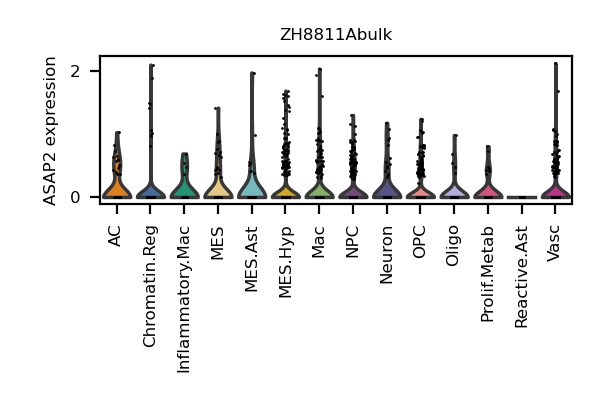 ZH8811Abulk
ASAP2 expression
2
0
AC
Chromatin.Reg
Inflammatory.Mac
MES
MES.Ast
MES.Hyp
Mac
NPC
Neuron
OPC
Oligo
Prolif.Metab
Reactive.Ast
Vasc